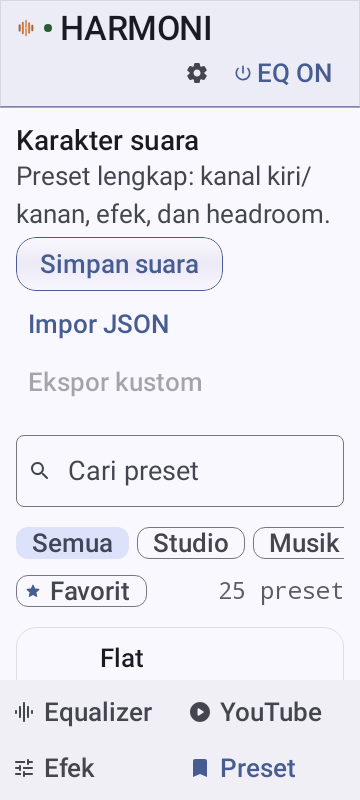 HARMONI
EQ ON
Karakter suara
Preset lengkap: kanal kiri/
kanan, efek, dan headroom.
Simpan suara
Impor JSON
Ekspor kustom
Cari preset
Semua
Studio
Musik
Favorit
25 preset
Flat
Equalizer
YouTube
Efek
Preset